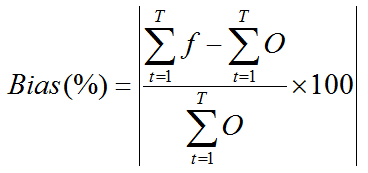 Bias(%) = | (∑_{t=1}^{T} f − ∑_{t=1}^{T} O) / (∑_{t=1}^{T} O) × 100 |